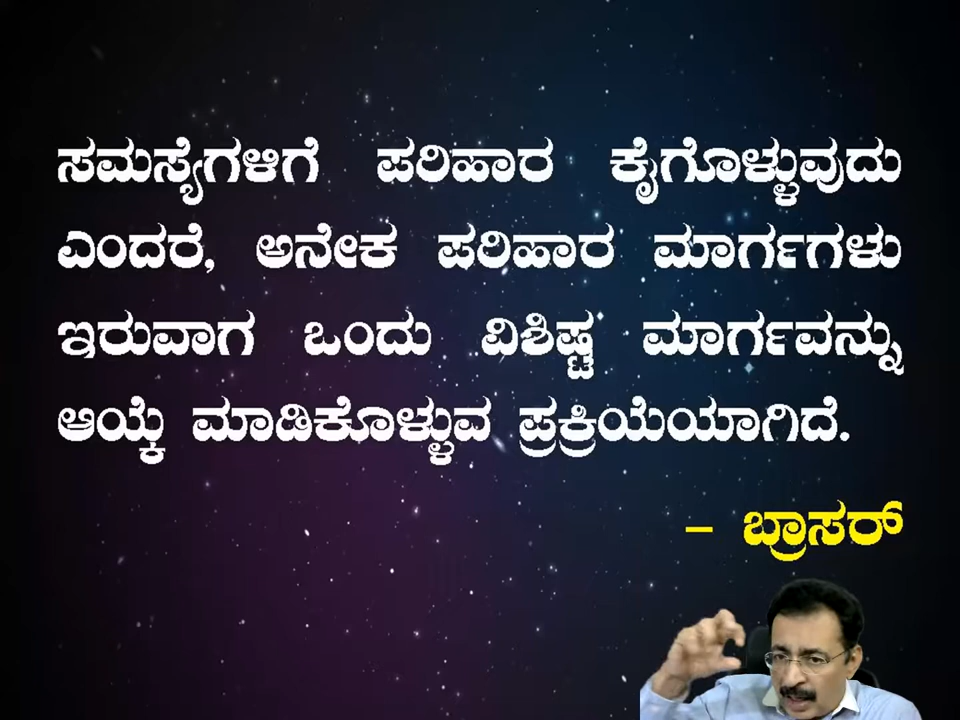 ಸಮಸ್ಯೆಗಳಿಗೆ ಪರಿಹಾರ ಕೈಗೊಳ್ಳುವುದು
ಎಂದರೆ, ಅನೇಕ ಪರಿಹಾರ ಮಾರ್ಗಗಳು
ಇರುವಾಗ ಒಂದು ವಿಶಿಷ್ಟ ಮಾರ್ಗವನ್ನು
ಆಯ್ಕೆ ಮಾಡಿಕೊಳ್ಳುವ ಪ್ರಕ್ರಿಯೆಯಾಗಿದೆ.
– ಬ್ರಾಸರ್